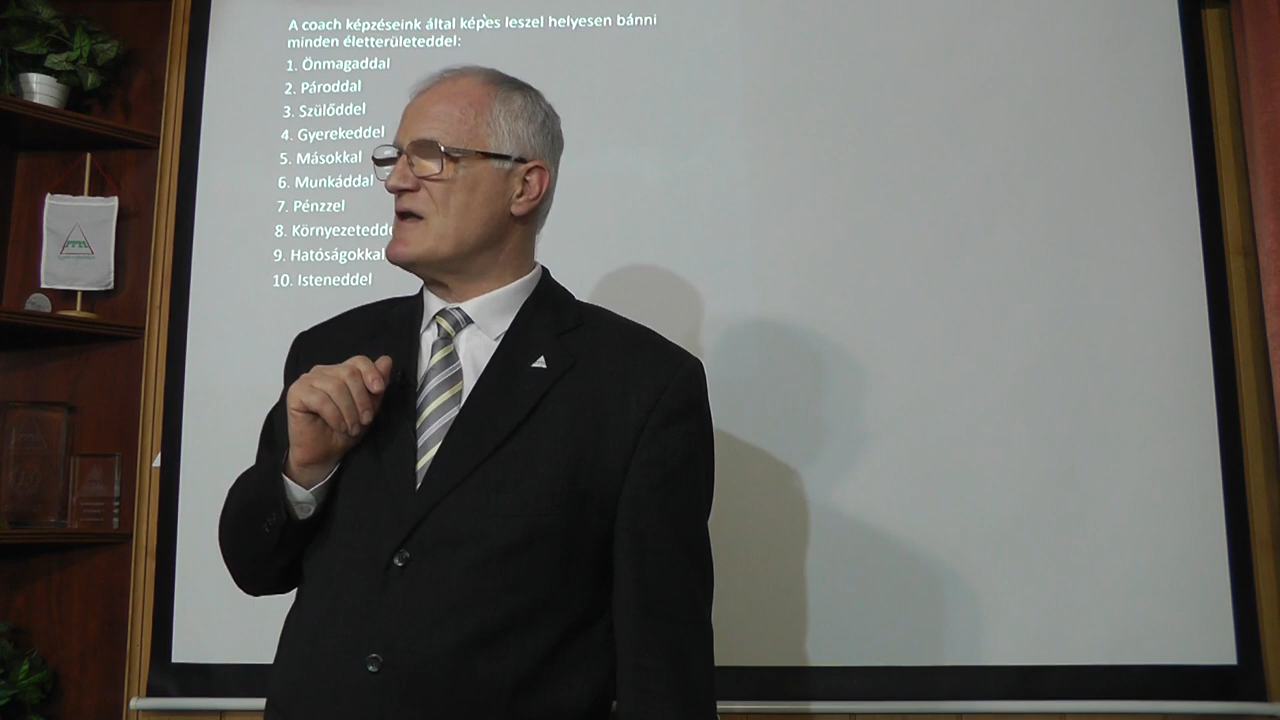 A coach képzéseink által képes leszel helyesen bánni
minden életterületeddel:
1. Önmagaddal
2. Pároddal
3. Szülőddel
4. Gyerekeddel
5. Másokkal
6. Munkáddal
7. Pénzzel
8. Környezetedde
9. Hatóságokkal
10. Isteneddel